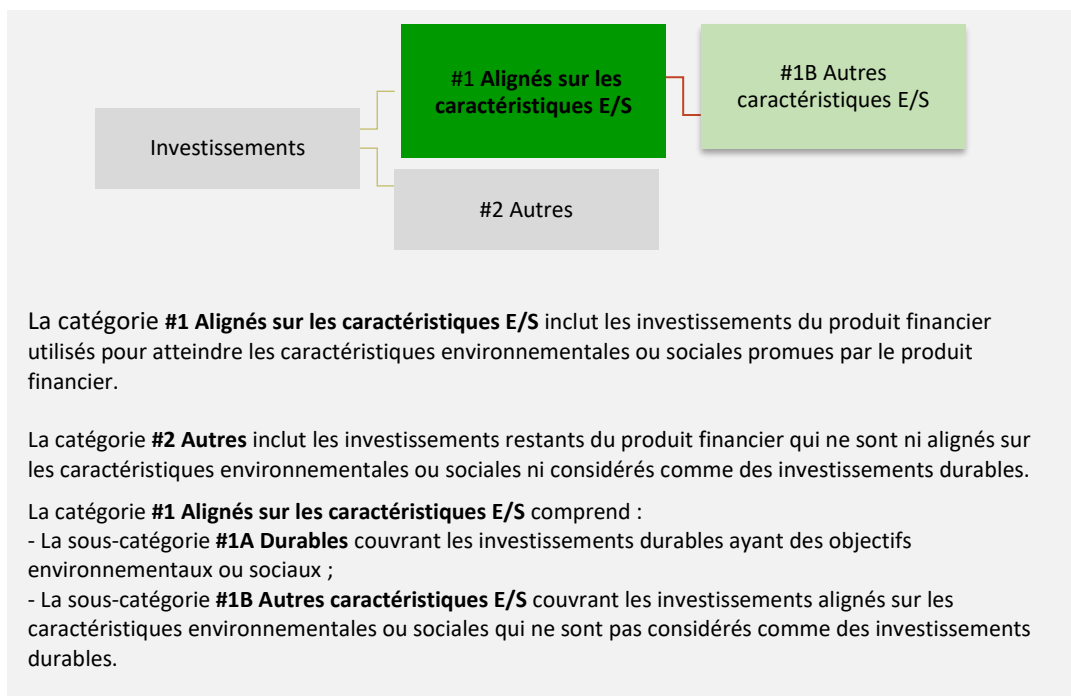 #1 Alignés sur les
caractéristiques E/S
#1B Autres
caractéristiques E/S
Investissements
#2 Autres
La catégorie #1 Alignés sur les caractéristiques E/S inclut les investissements du produit financier
utilisés pour atteindre les caractéristiques environnementales ou sociales promues par le produit
financier.
La catégorie #2 Autres inclut les investissements restants du produit financier qui ne sont ni alignés sur
les caractéristiques environnementales ou sociales ni considérés comme des investissements durables.
La catégorie #1 Alignés sur les caractéristiques E/S comprend :
- La sous-catégorie #1A Durables couvrant les investissements durables ayant des objectifs
environnementaux ou sociaux ;
- La sous-catégorie #1B Autres caractéristiques E/S couvrant les investissements alignés sur les
caractéristiques environnementales ou sociales qui ne sont pas considérés comme des investissements
durables.